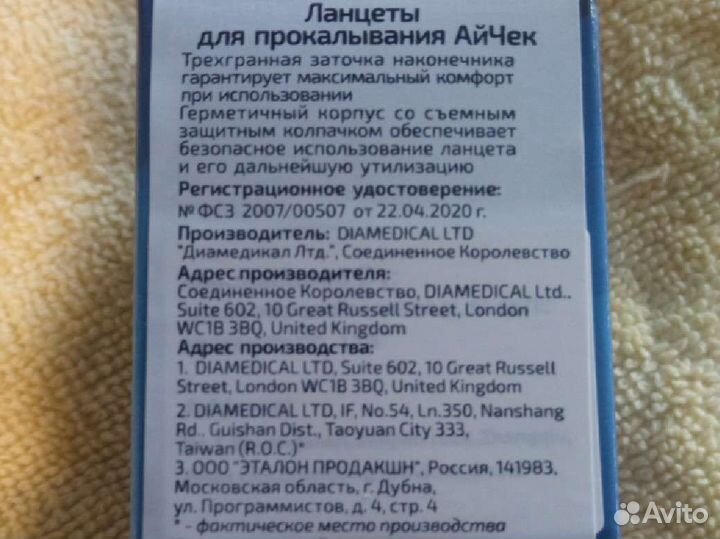 Ланцеты
для прокалывания АйЧек
Трехгранная заточка наконечника
гарантирует максимальный комфорт
при использовании
Герметичный корпус со съемным
защитным колпачком обеспечивает
безопасное использование ланцета
и его дальнейшую утилизацию
Регистрационное удостоверение:
№ ФСЗ 2007/00507 от 22.04.2020 г.
Производитель: DIAMEDICAL LTD
"Диамедикал Лтд.", Соединенное Королевство
Адрес производителя:
Соединенное Королевство, DIAMEDICAL Ltd..
Suite 602, 10 Great Russell Street, London
WC1B 3BQ, United Kingdom
Адрес производства:
1. DIAMEDICAL LTD, Suite 602, 10 Great Russell
Street, London WC1B 3BQ, United Kingdom
2. DIAMEDICAL LTD, IF, No.54, Ln.350, Nanshang
Rd., Guishan Dist., Taoyuan City 333,
Taiwan (R.O.C.)*
3. ООО "ЭТАЛОН ПРОДАКШН", Россия, 141983,
Московская область, г. Дубна,
ул. Программистов, д. 4, стр. 4
* - фактическое место производства
Avito